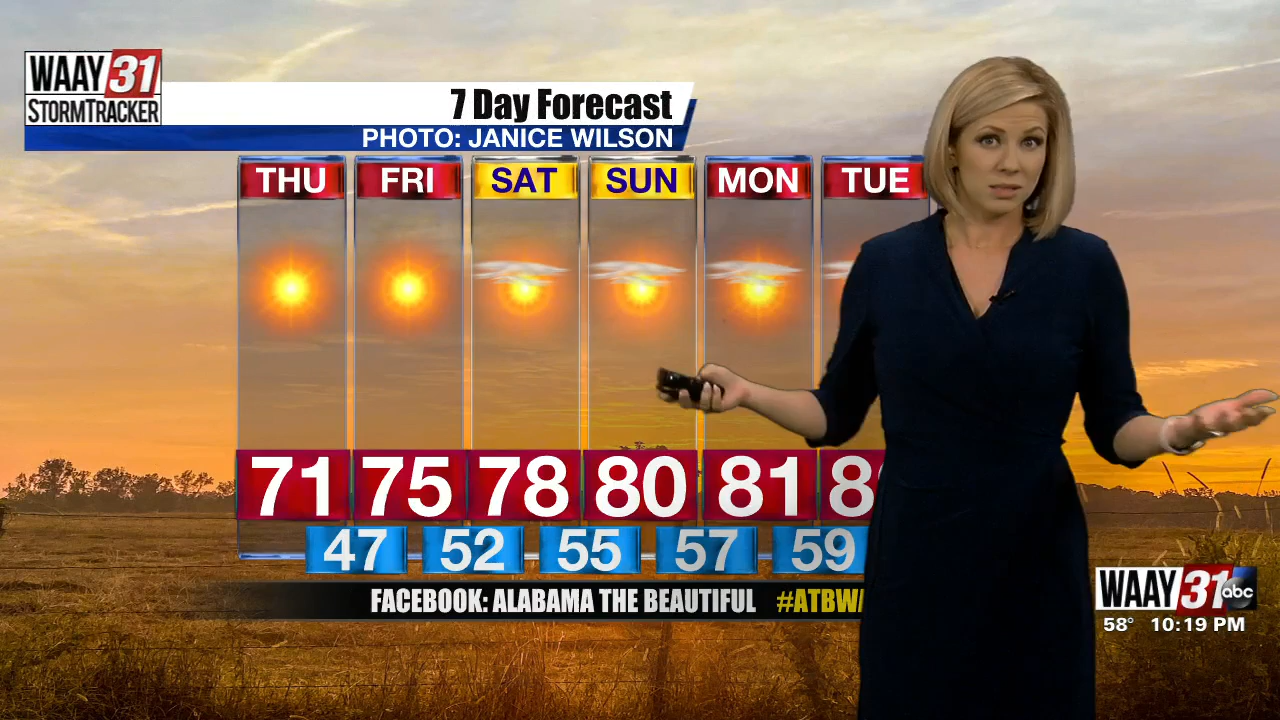 WAAY 31
STORMTRACKER
7 Day Forecast
PHOTO: JANICE WILSON
THU FRI SAT SUN MON TUE
71 75 78 80 81
47 52 55 57 59
FACEBOOK: ALABAMA THE BEAUTIFUL
WAAY 31 abc
58° 10:19 PM